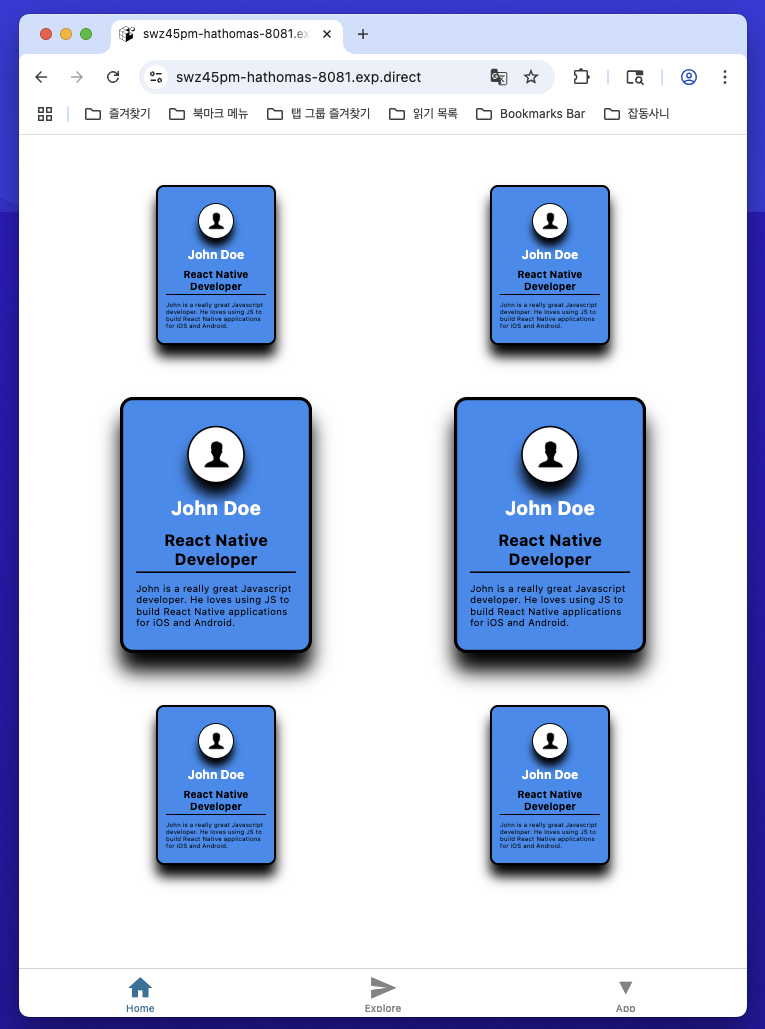 swz45pm-hathomas-8081.ex
swz45pm-hathomas-8081.exp.direct
즐겨찾기 북마크 메뉴 탭 그룹 즐겨찾기 읽기 목록 Bookmarks Bar 잡동사니
John Doe
React Native
Developer
John is a really great Javascript
developer. He loves using JS to
build React Native applications
for iOS and Android.
John Doe
React Native
Developer
John is a really great Javascript
developer. He loves using JS to
build React Native applications
for iOS and Android.
John Doe
React Native
Developer
John is a really great Javascript
developer. He loves using JS to
build React Native applications
for iOS and Android.
John Doe
React Native
Developer
John is a really great Javascript
developer. He loves using JS to
build React Native applications
for iOS and Android.
John Doe
React Native
Developer
John is a really great Javascript
developer. He loves using JS to
build React Native applications
for iOS and Android.
John Doe
React Native
Developer
John is a really great Javascript
developer. He loves using JS to
build React Native applications
for iOS and Android.
Home Explore App